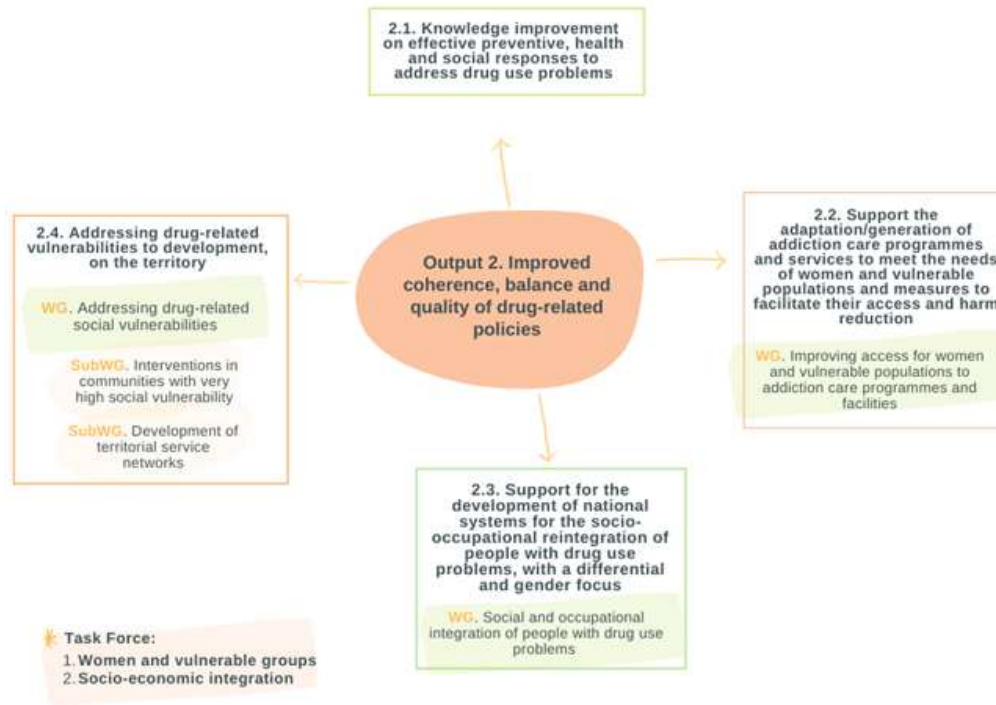 2.1. Knowledge improvement
on effective preventive, health
and social responses to
address drug use problems
2.4. Addressing drug-related
vulnerabilities to development,
on the territory
WG. Addressing drug-related
social vulnerabilities
SubWG. Interventions in
communities with very
high social vulnerability
SubWG. Development of
territorial service
networks
Output 2. Improved
coherence, balance and
quality of drug-related
policies
2.2. Support the
adaptation/generation of
addiction care programmes
and services to meet the needs
of women and vulnerable
populations and measures to
facilitate their access and harm
reduction
WG. Improving access for women
and vulnerable populations to
addiction care programmes and
facilities
2.3. Support for the
development of national
systems for the socio-
occupational reintegration of
people with drug use
problems, with a differential
and gender focus
WG. Social and occupational
integration of people with drug use
problems
Task Force:
1. Women and vulnerable groups
2. Socio-economic integration